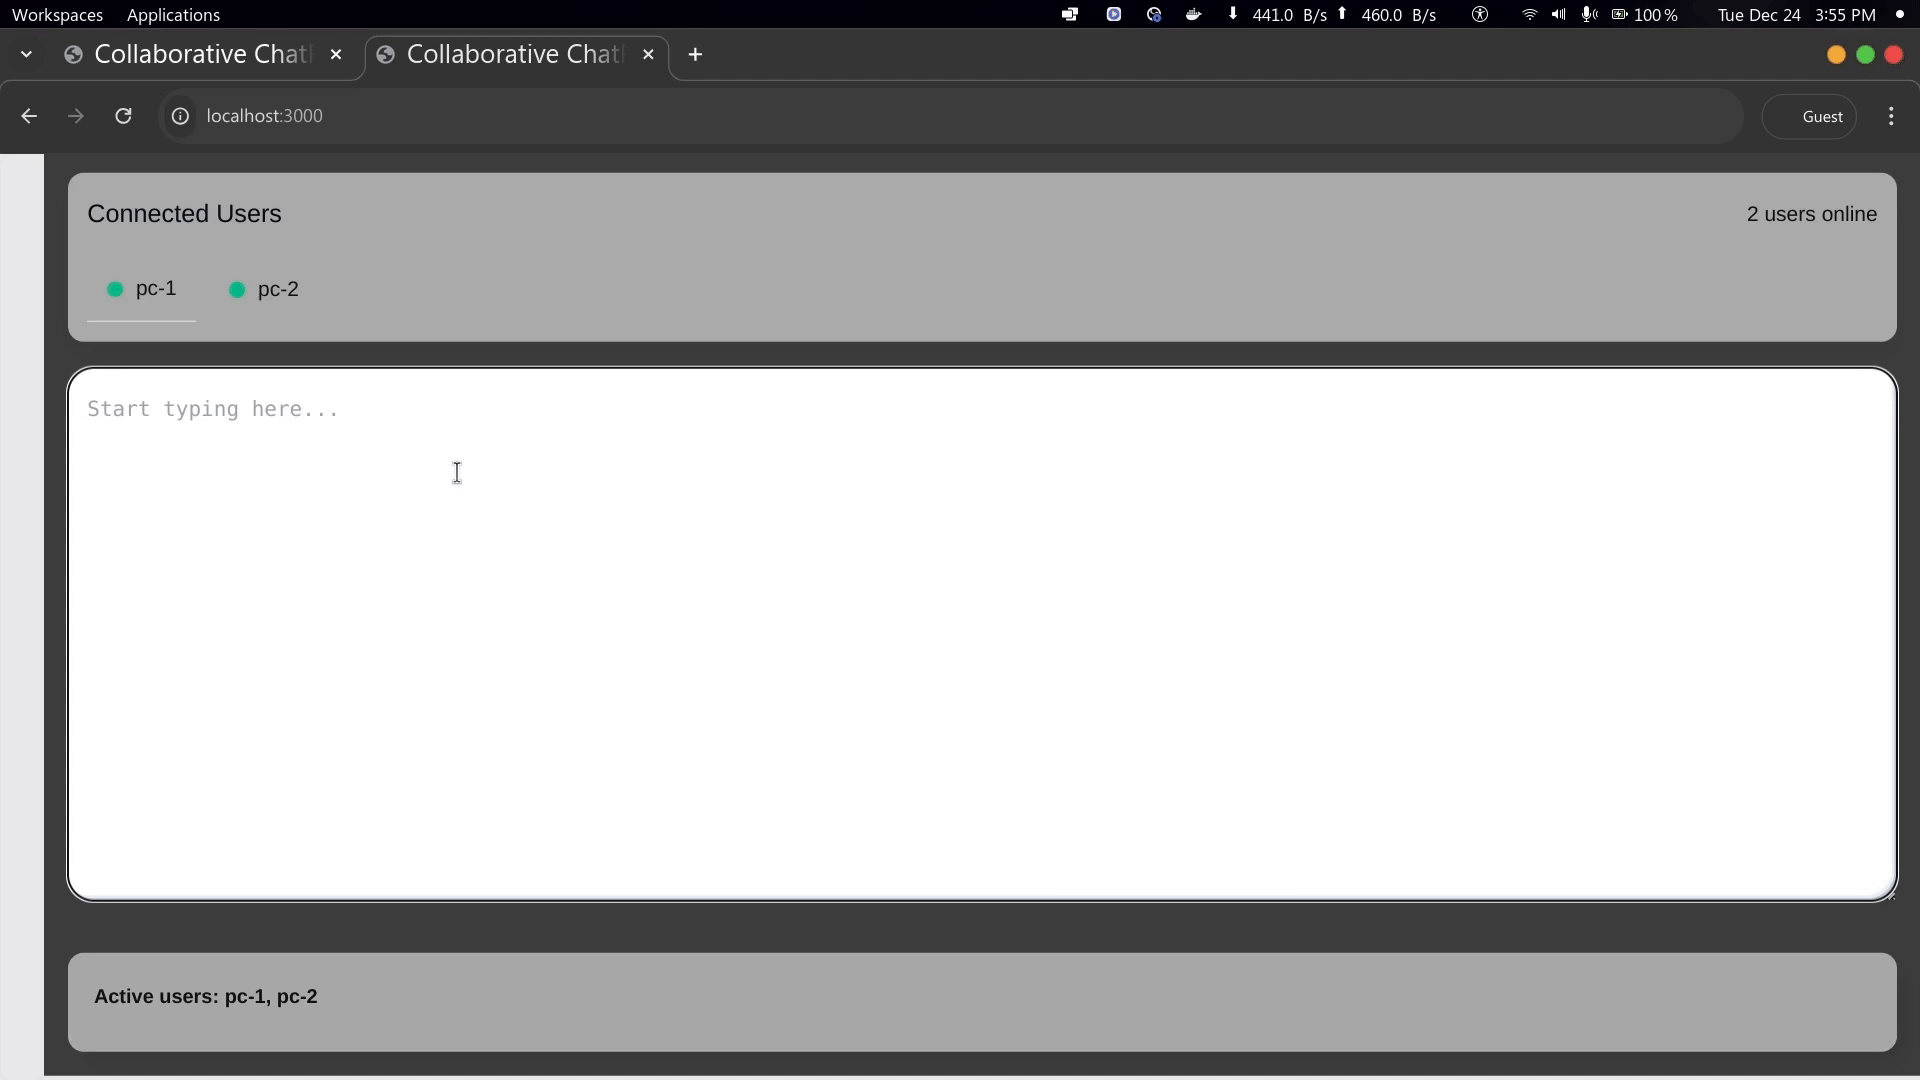 Workspaces Applications 441.0 B/s 460.0 B/s 100 % Tue Dec 24 3:55 PM
Collaborative Chat Collaborative Chat
localhost:3000 Guest
Connected Users 2 users online
pc-1 pc-2
Start typing here...
Active users: pc-1, pc-2